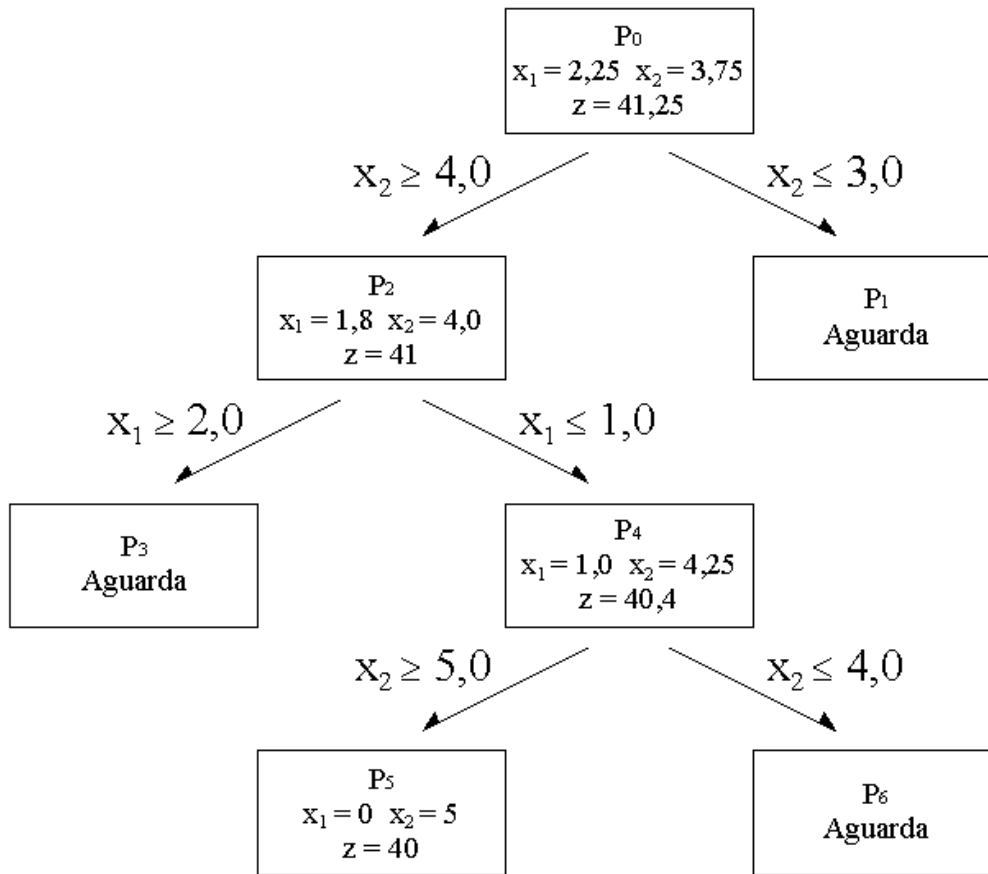 P₀
x₁ = 2,25 x₂ = 3,75
z = 41,25
x₂ ≥ 4,0
x₂ ≤ 3,0
P₂
x₁ = 1,8 x₂ = 4,0
z = 41
P₁
Aguarda
x₁ ≥ 2,0
x₁ ≤ 1,0
P₃
Aguarda
P₄
x₁ = 1,0 x₂ = 4,25
z = 40,4
x₂ ≥ 5,0
x₂ ≤ 4,0
P₅
x₁ = 0 x₂ = 5
z = 40
P₆
Aguarda